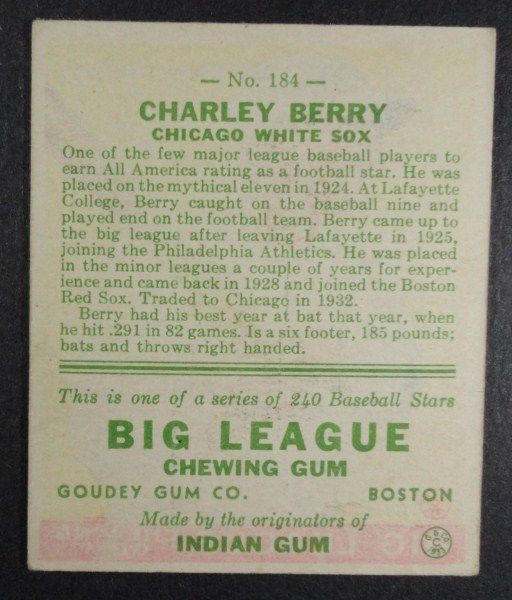 — No. 184 —
CHARLEY BERRY
CHICAGO WHITE SOX
One of the few major league baseball players to
earn All America rating as a football star. He was
placed on the mythical eleven in 1924. At Lafayette
College, Berry caught on the baseball nine and
played end on the football team. Berry came up to
the big league after leaving Lafayette in 1925,
joining the Philadelphia Athletics. He was placed
in the minor leagues a couple of years for exper-
ience and came back in 1928 and joined the Boston
Red Sox. Traded to Chicago in 1932.
Berry had his best year at bat that year, when
he hit .291 in 82 games. Is a six footer, 185 pounds;
bats and throws right handed.
This is one of a series of 240 Baseball Stars
BIG LEAGUE
CHEWING GUM
GOUDEY GUM CO. BOSTON
Made by the originators of
INDIAN GUM